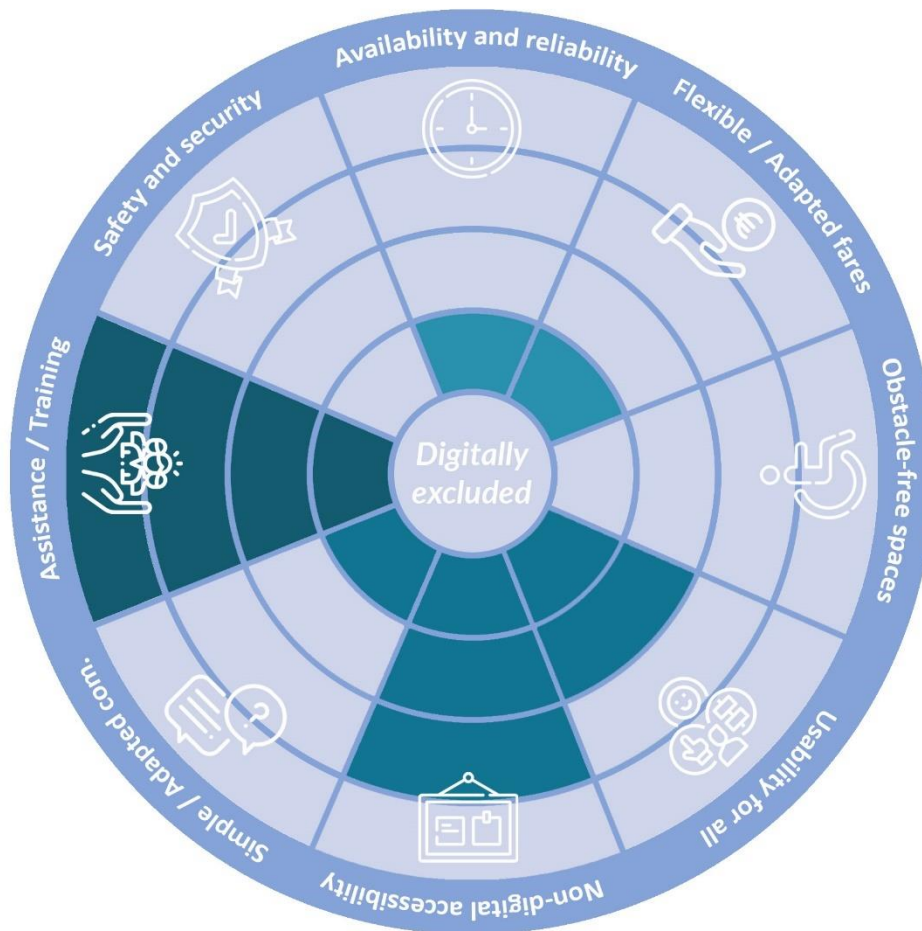 Availability and reliability
Flexible / Adapted fares
Obstacle-free spaces
Usability for all
Non-digital accessibility
Simple / Adapted com.
Assistance / Training
Safety and security
Digitally
excluded
€
?